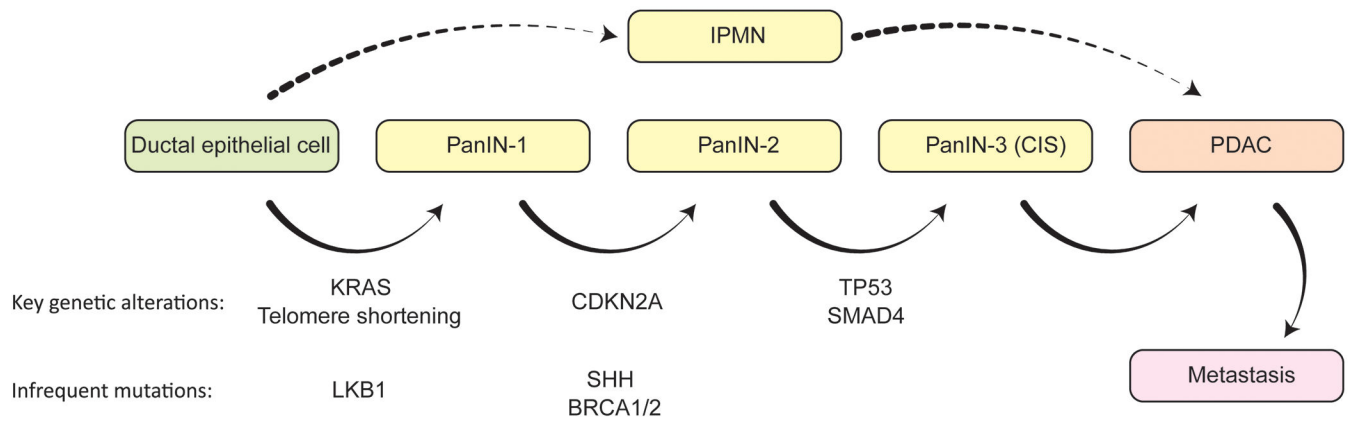 IPMN
Ductal epithelial cell
PanIN-1
PanIN-2
PanIN-3 (CIS)
PDAC
Key genetic alterations:
KRAS
Telomere shortening
CDKN2A
TP53
SMAD4
Metastasis
Infrequent mutations:
LKB1
SHH
BRCA1/2